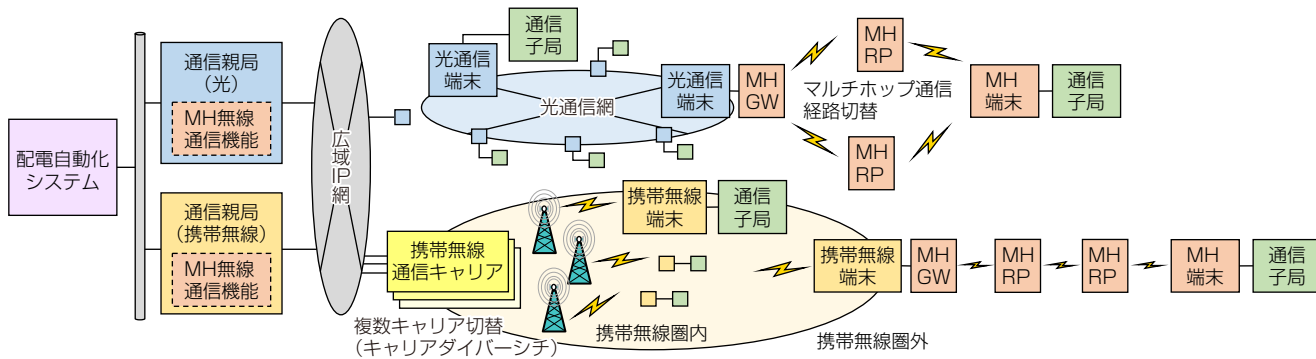 配電自動化
システム
通信親局
（光）
MH無線
通信機能
通信親局
（携帯無線）
MH無線
通信機能
広域IP網
光通信
端末
通信
子局
光通信網
光通信
端末
MH
GW
マルチホップ通信
経路切替
MH
RP
MH
RP
MH
端末
通信
子局
携帯無線
通信キャリア
複数キャリア切替
（キャリアダイバーシチ）
携帯無線
端末
通信
子局
携帯無線圏内
携帯無線
端末
携帯無線圏外
MH
GW
MH
RP
MH
RP
MH
端末
通信
子局